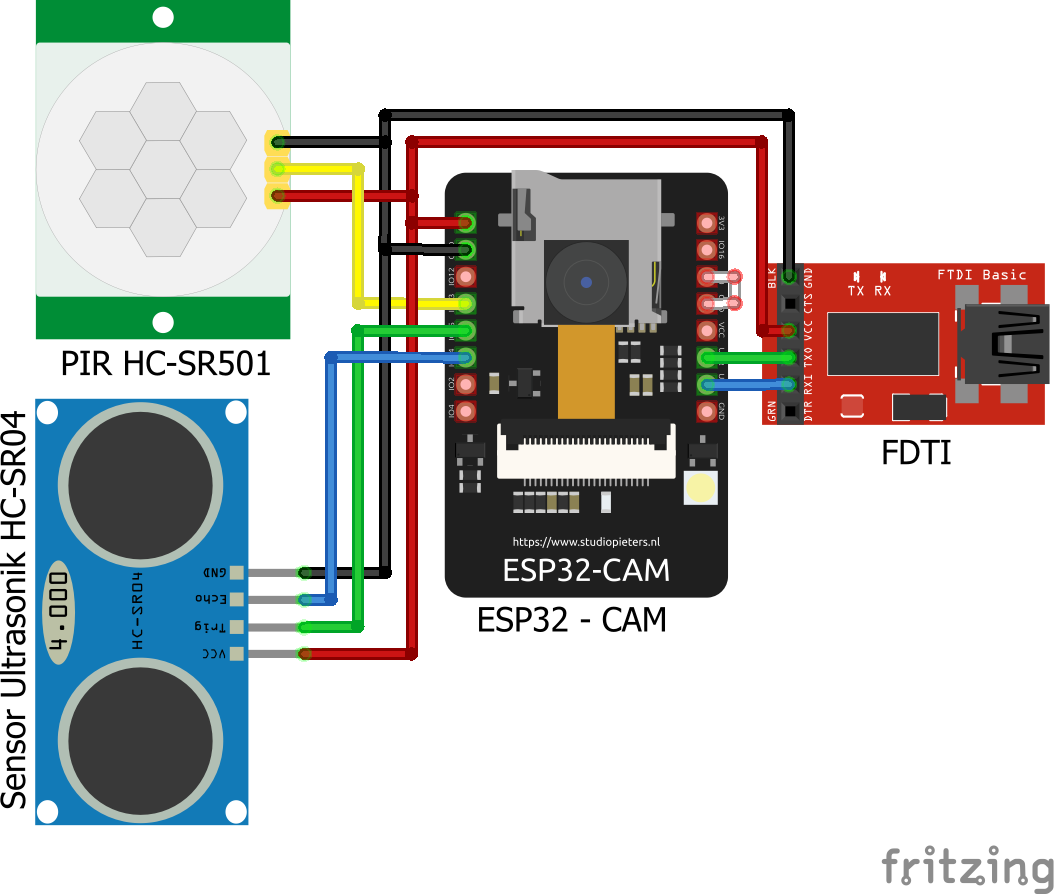 PIR HC-SR501
Sensor Ultrasonik HC-SR04
4.000
HC-SR04
GND
Echo
Trig
VCC
IO12
IO2
IO4
3V3
IO16
VCC
GND
https://www.studiopieters.nl
ESP32-CAM
ESP32 - CAM
BLK
GRN
GND
CTS
VCC
TXO
RXI
DTR
TX RX
FTDI Basic
FDTI
fritzing